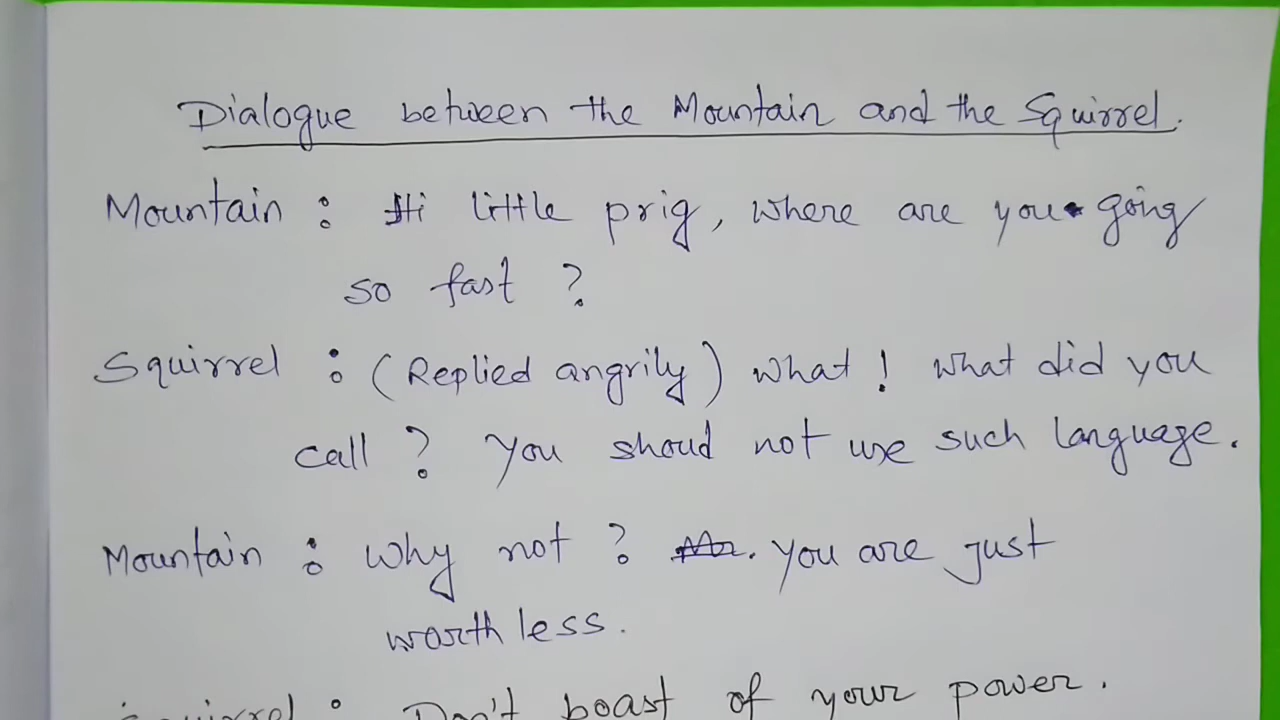 Dialogue between the Mountain and the Squirrel.
Mountain : Hi little prig, where are you going
so fast ?
Squirrel : (Replied angrily) what ! what did you
call ? You shoud not use such language.
Mountain : Why not ? You are just
worthless.
Squirrel : Don't boast of your power.